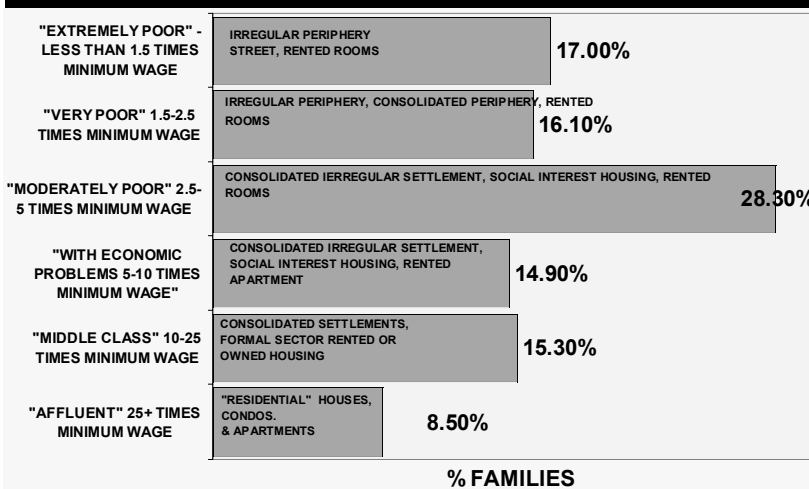 "EXTREMELY POOR" -
LESS THAN 1.5 TIMES
MINIMUM WAGE
IRREGULAR PERIPHERY
STREET, RENTED ROOMS
17.00%
"VERY POOR" 1.5-2.5
TIMES MINIMUM WAGE
IRREGULAR PERIPHERY, CONSOLIDATED PERIPHERY, RENTED
ROOMS
16.10%
"MODERATELY POOR" 2.5-
5 TIMES MINIMUM WAGE
CONSOLIDATED IERREGULAR SETTLEMENT, SOCIAL INTEREST HOUSING, RENTED
ROOMS
28.30%
"WITH ECONOMIC
PROBLEMS 5-10 TIMES
MINIMUM WAGE"
CONSOLIDATED IRREGULAR SETTLEMENT,
SOCIAL INTEREST HOUSING, RENTED
APARTMENT
14.90%
"MIDDLE CLASS" 10-25
TIMES MINIMUM WAGE
CONSOLIDATED SETTLEMENTS,
FORMAL SECTOR RENTED OR
OWNED HOUSING
15.30%
"AFFLUENT" 25+ TIMES
MINIMUM WAGE
"RESIDENTIAL" HOUSES,
CONDOS.
& APARTMENTS
8.50%
% FAMILIES